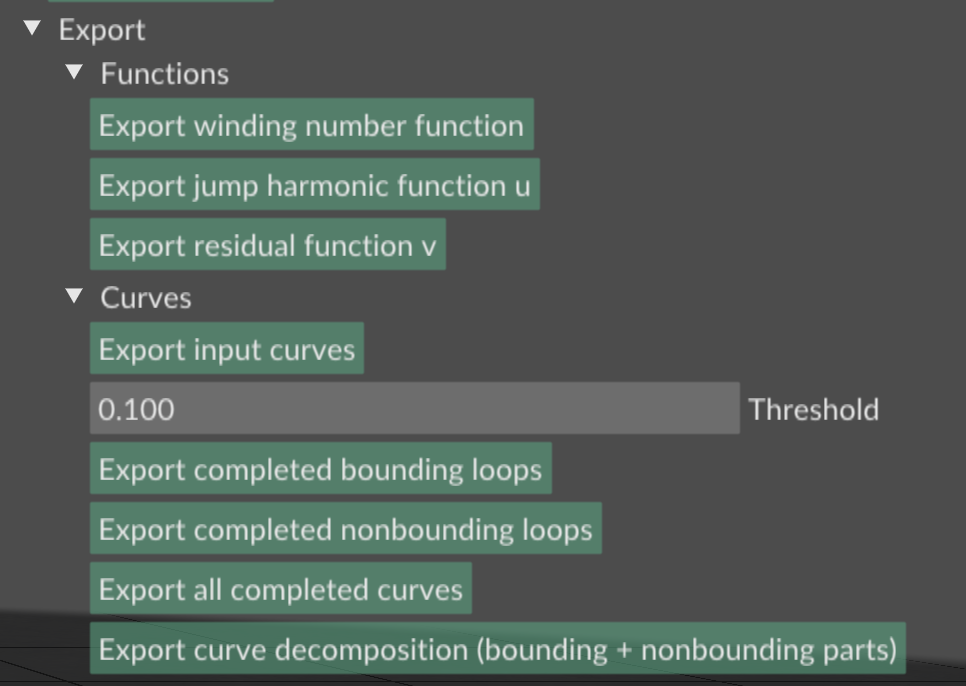 Export
Functions
Export winding number function
Export jump harmonic function u
Export residual function v
Curves
Export input curves
0.100 Threshold
Export completed bounding loops
Export completed nonbounding loops
Export all completed curves
Export curve decomposition (bounding + nonbounding parts)